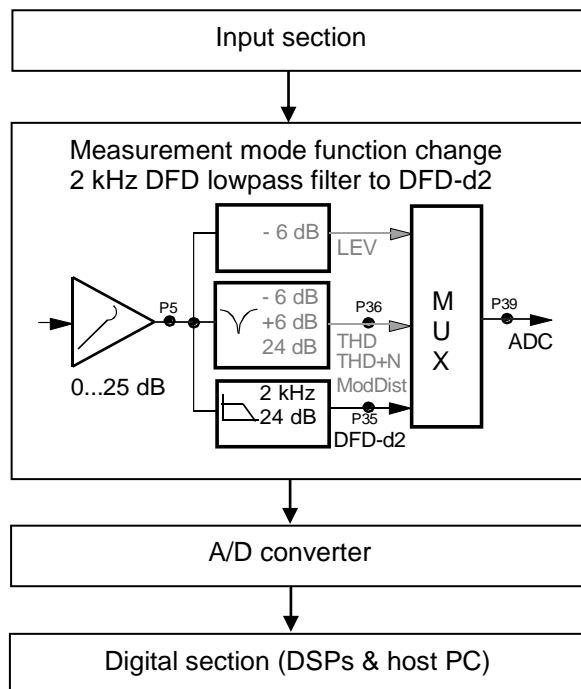 Input section
Measurement mode function change
2 kHz DFD lowpass filter to DFD-d2
- 6 dB
LEV
P5
- 6 dB
+6 dB
24 dB
P36
THD
THD+N
ModDist
0...25 dB
2 kHz
24 dB
P35
DFD-d2
M
U
X
P39
ADC
A/D converter
Digital section (DSPs & host PC)